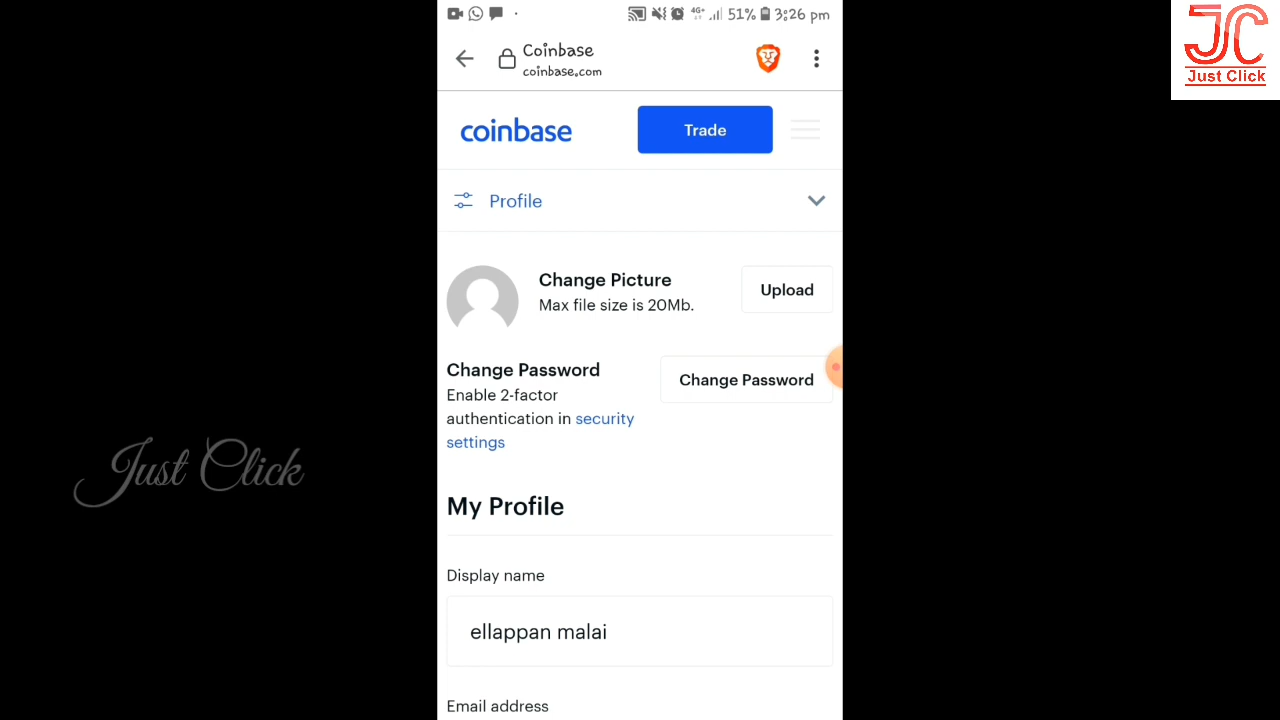 4G+ 51% 3:26 pm
JC
Just Click
Coinbase
coinbase.com
coinbase
Trade
Profile
Change Picture
Max file size is 20Mb.
Upload
Change Password
Enable 2-factor
authentication in security
settings
Change Password
Just Click
My Profile
Display name
ellappan malai
Email address